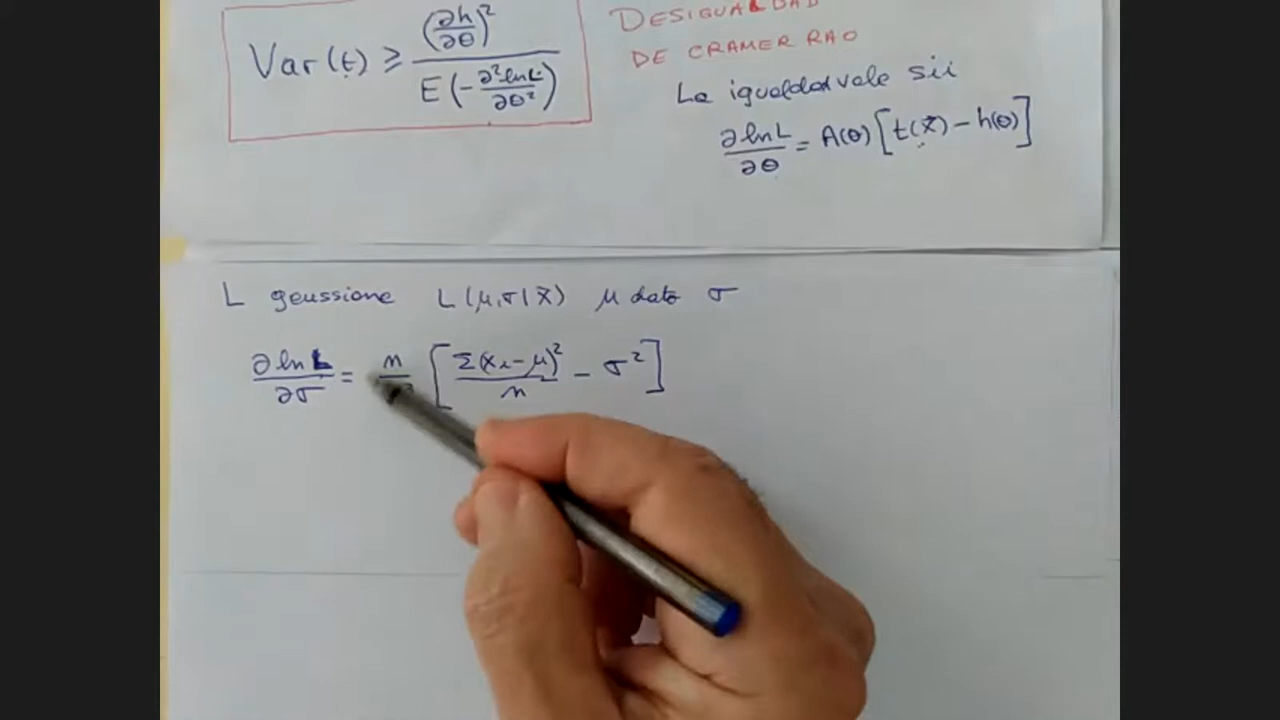 Var(t) ≥ (∂h/∂θ)² / E(-∂²lnL/∂θ²)
DESIGUALDAD
DE CRAMER RAO
La igualdad vale sii
∂lnL/∂θ = A(θ) [t(x̄) - h(θ)]
L gaussiana L(μ,σ|x̄) μ dato σ
∂lnL/∂σ = n [Σ(xi-μ)²/n - σ²]